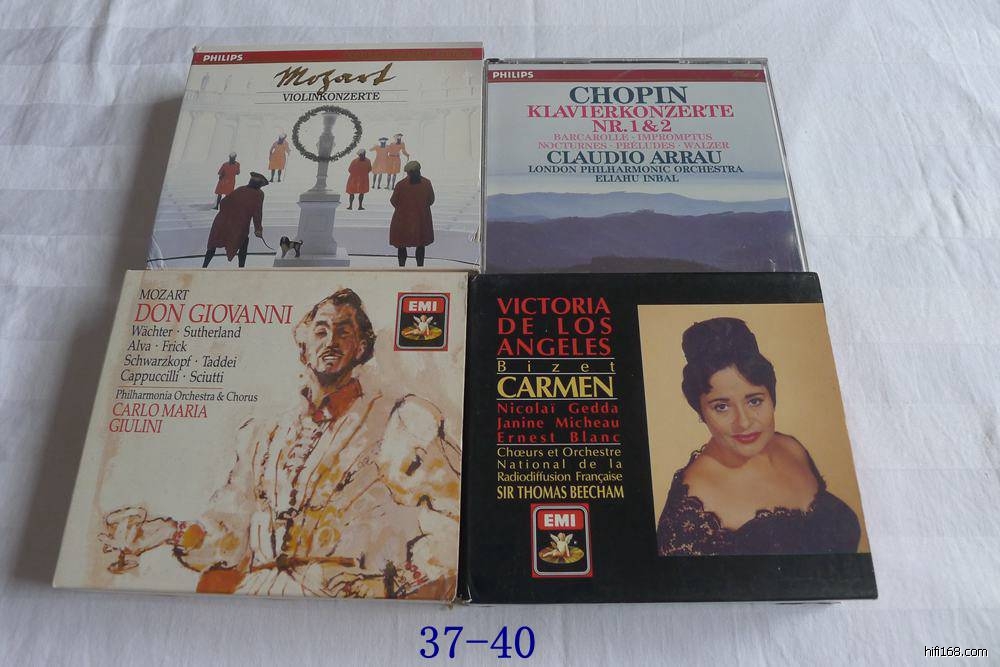 PHILIPS
Mozart
VIOLINKONZERTE
PHILIPS
CHOPIN
KLAVIERKONZERTE
NR. 1 & 2
BARCAROLLE · IMPROMPTUS
NOCTURNES · PRÉLUDES · WALZER
CLAUDIO ARRAU
LONDON PHILHARMONIC ORCHESTRA
ELIAHU INBAL
MOZART
DON GIOVANNI
Wächter · Sutherland
Alva · Frick
Schwarzkopf · Taddei
Cappuccilli · Sciutti
Philharmonia Orchestra & Chorus
CARLO MARIA
GIULINI
EMI
VICTORIA
DE LOS
ANGELES
Bizet
CARMEN
Nicolaï Gedda
Janine Micheau
Ernest Blanc
Chœurs et Orchestre
National de la
Radiodiffusion Française
SIR THOMAS BEECHAM
EMI
37-40
hifi168.com